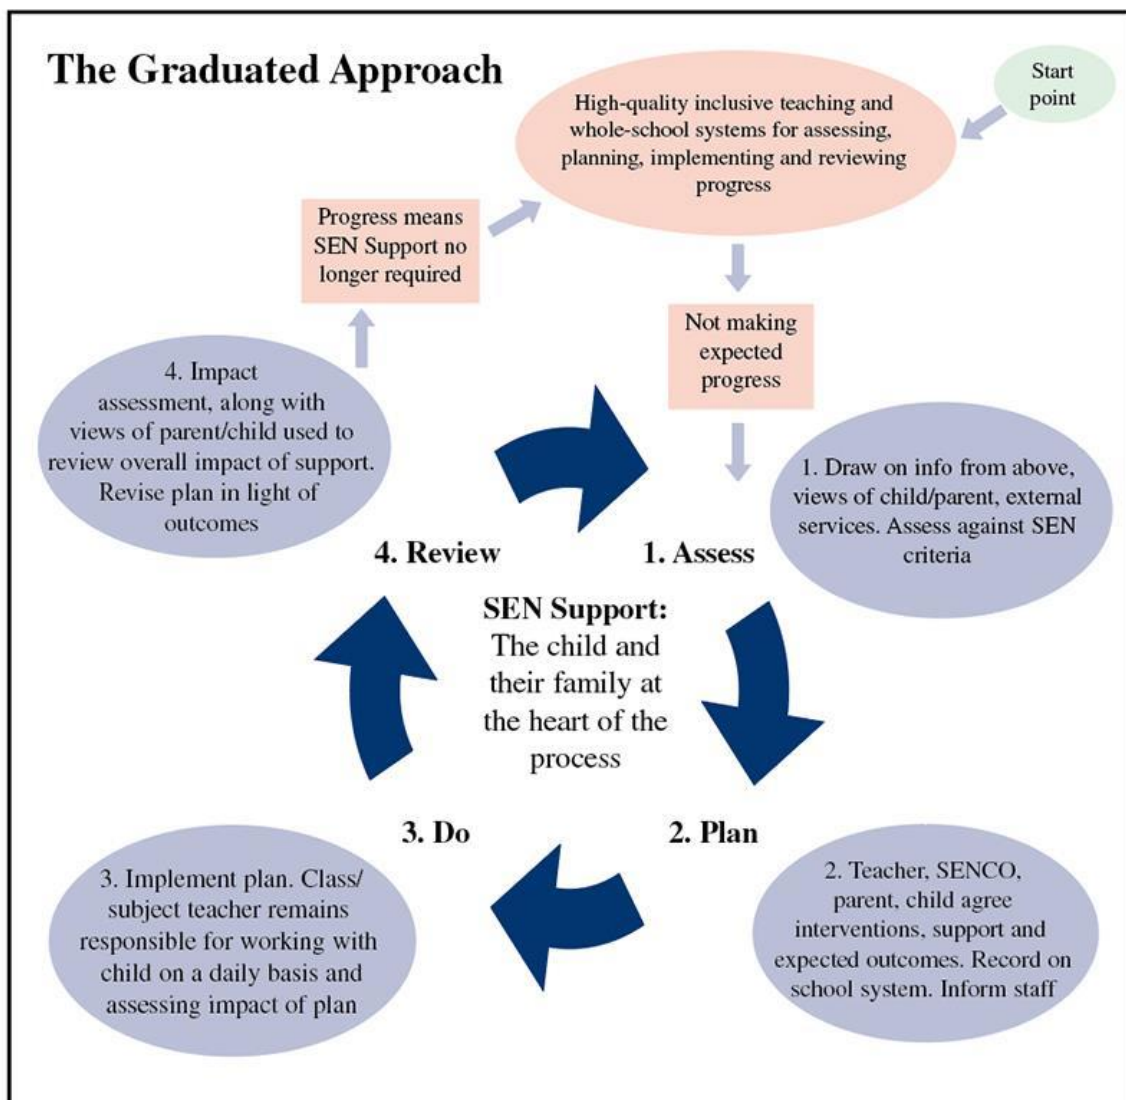 The Graduated Approach
Start
point
High-quality inclusive teaching and
whole-school systems for assessing,
planning, implementing and reviewing
progress
Progress means
SEN Support no
longer required
Not making
expected
progress
4. Impact
assessment, along with
views of parent/child used to
review overall impact of support.
Revise plan in light of
outcomes
1. Draw on info from above,
views of child/parent, external
services. Assess against SEN
criteria
4. Review
1. Assess
SEN Support:
The child and
their family at
the heart of the
process
3. Do
2. Plan
3. Implement plan. Class/
subject teacher remains
responsible for working with
child on a daily basis and
assessing impact of plan
2. Teacher, SENCO,
parent, child agree
interventions, support and
expected outcomes. Record on
school system. Inform staff